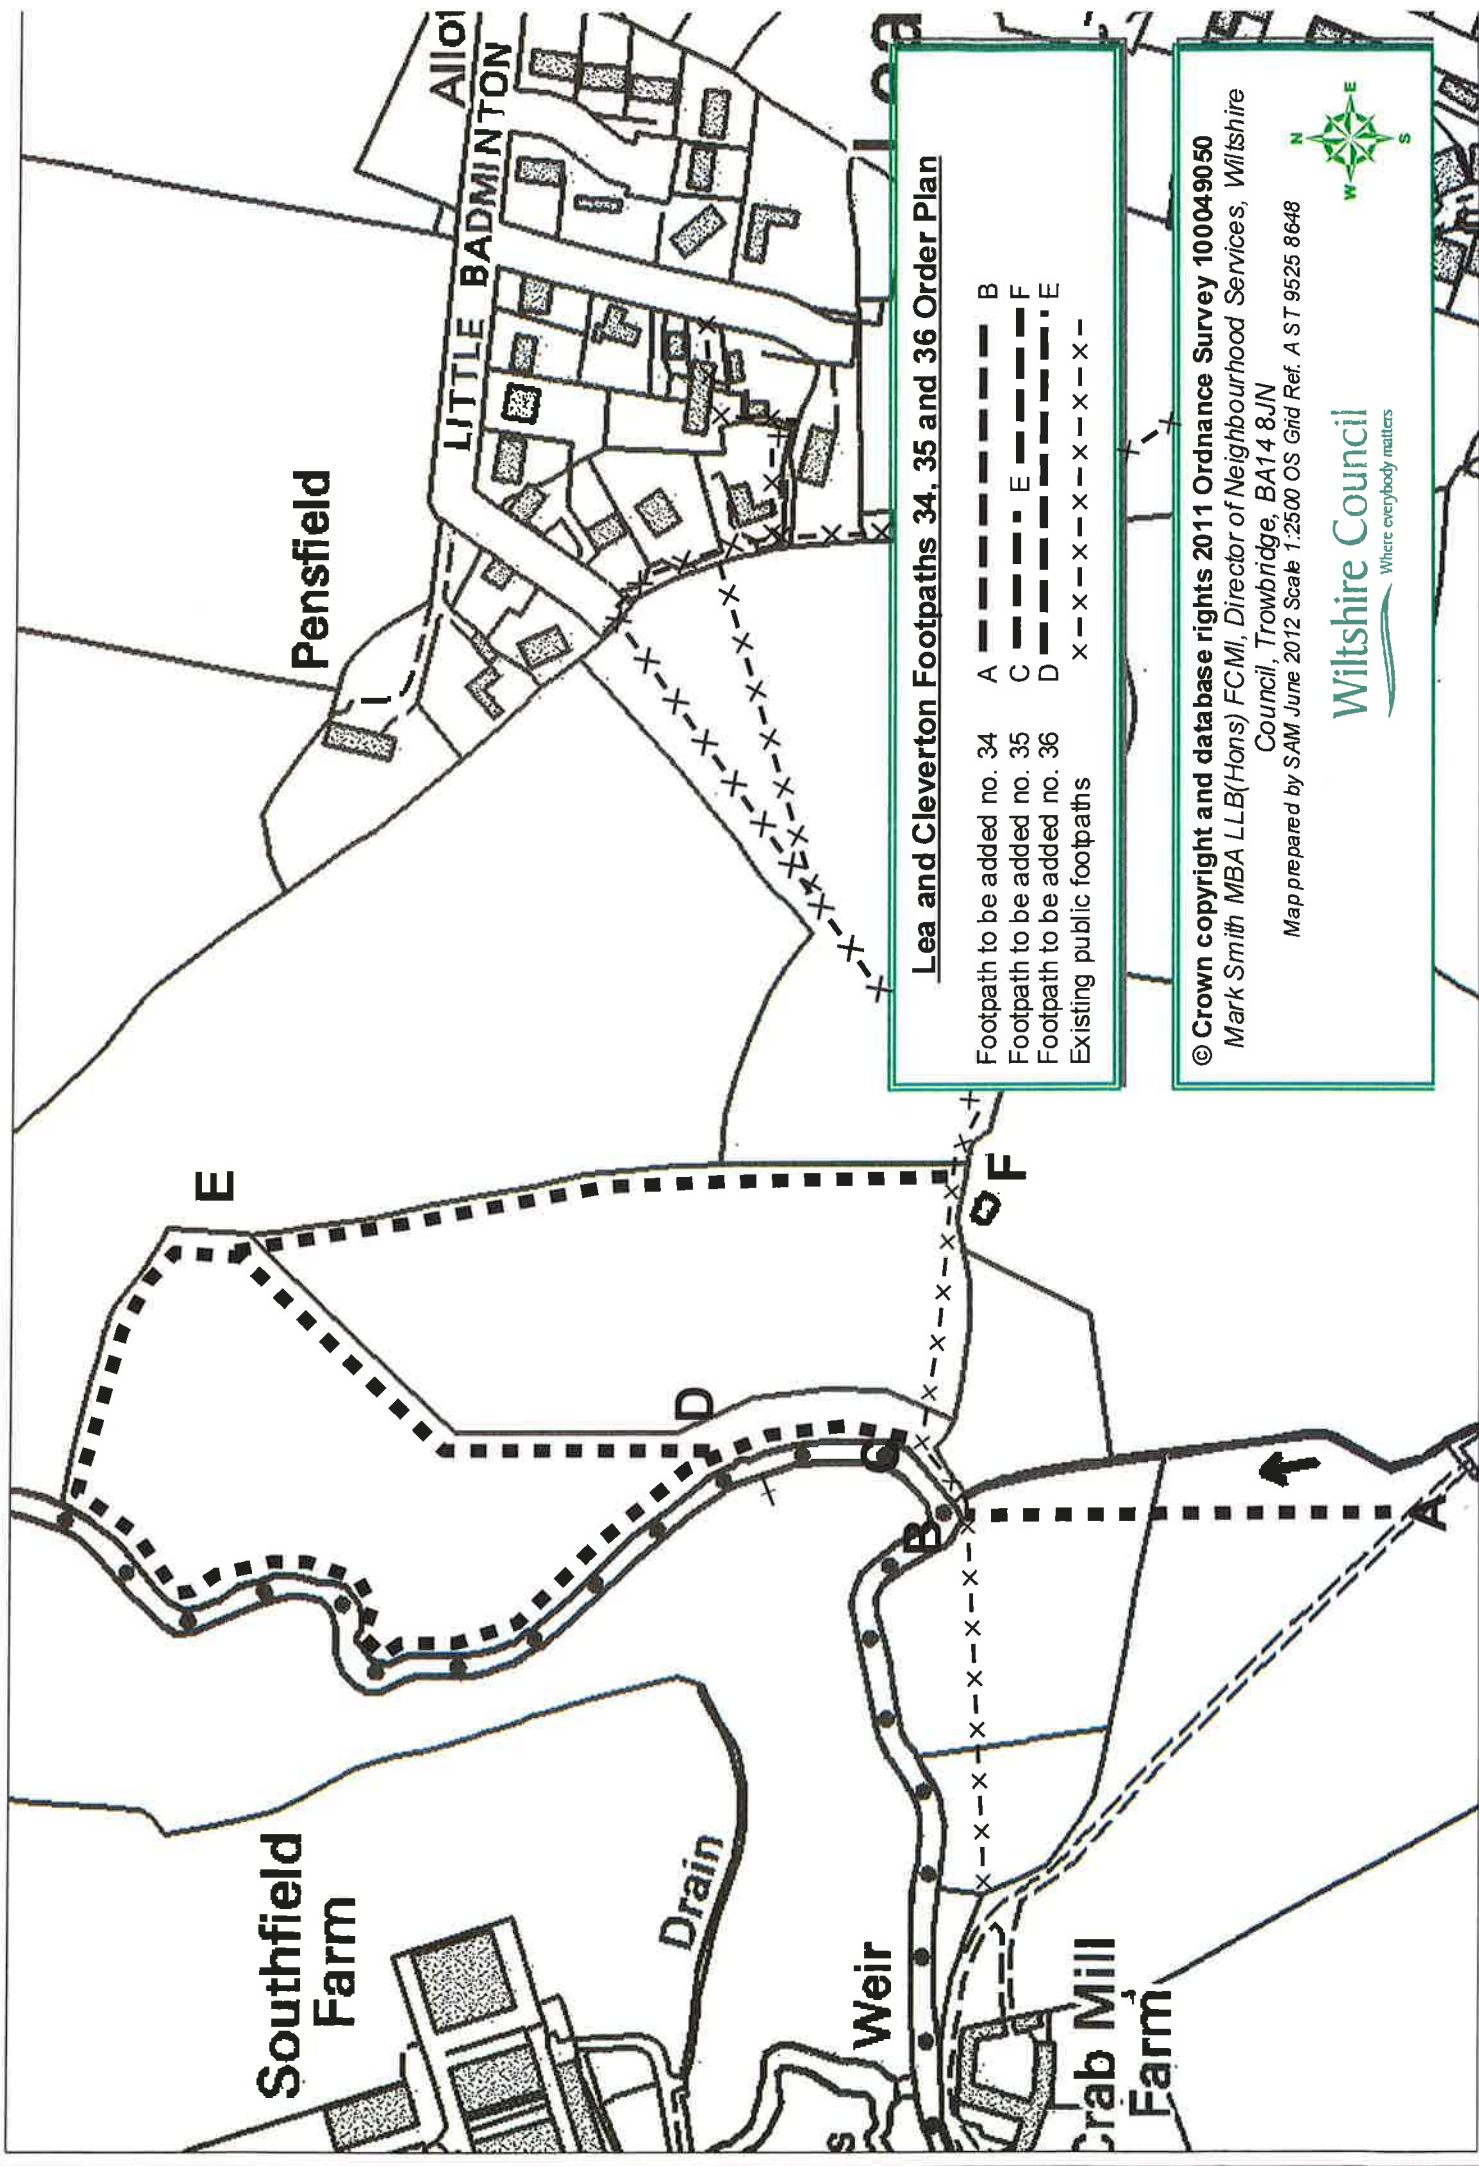 Southfield
Farm
Drain
Weir
s
Crab Mill
Farm
Pensfield
LITTLE BADMINTON
Allot
Lea
E
D
C
B
F
A
Lea and Cleverton Footpaths 34, 35 and 36 Order Plan
Footpath to be added no. 34 A B
Footpath to be added no. 35 C E F
Footpath to be added no. 36 D E
Existing public footpaths
© Crown copyright and database rights 2011 Ordnance Survey 100049050
Mark Smith MBA LLB(Hons) FCMI, Director of Neighbourhood Services, Wiltshire
Council, Trowbridge, BA14 8JN
Map prepared by SAM June 2012 Scale 1:2500 OS Grid Ref. A ST 9525 8648
N
W E
S
Wiltshire Council
Where everybody matters